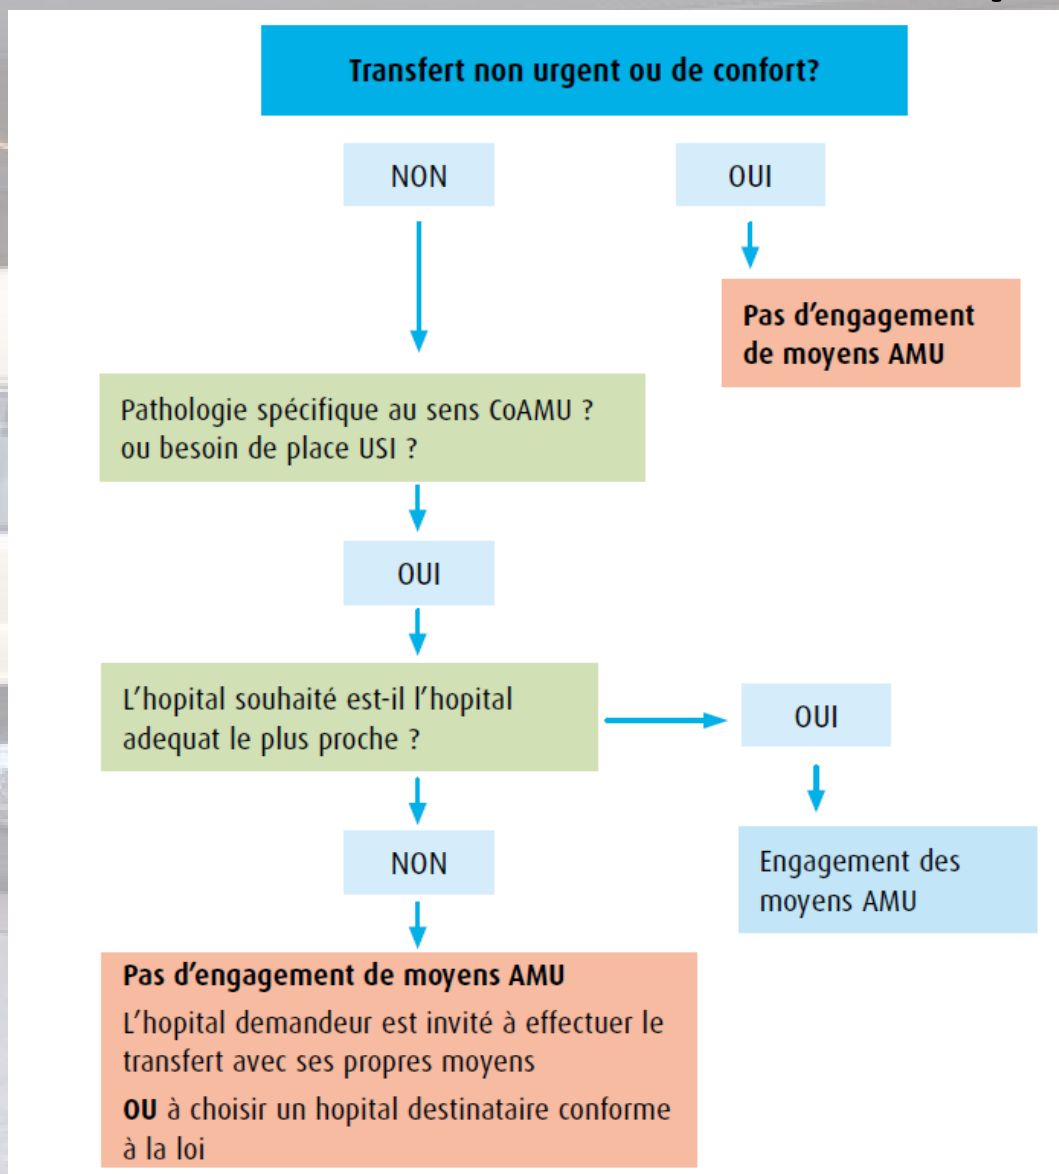 Transfert non urgent ou de confort?
NON
OUI
Pas d'engagement
de moyens AMU
Pathologie spécifique au sens CoAMU ?
ou besoin de place USI ?
OUI
L'hopital souhaité est-il l'hopital
adequat le plus proche ?
OUI
NON
Engagement des
moyens AMU
Pas d'engagement de moyens AMU
L'hopital demandeur est invité à effectuer le
transfert avec ses propres moyens
OU à choisir un hopital destinataire conforme
à la loi